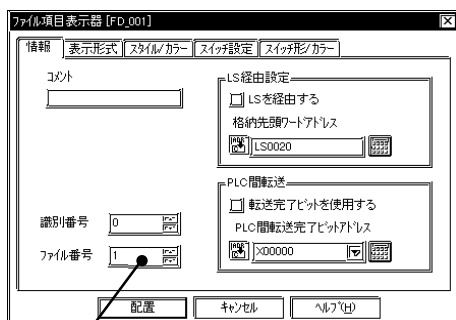 ファイル項目表示器 [FD_001]
情報 表示形式 スタイル/カラー スイッチ設定 スイッチ形/カラー
コメント
LS経由設定
LSを経由する
格納先頭ワードアドレス
LS0020
PLC間転送
転送完了ビットを使用する
PLC間転送完了ビットアドレス
X00000
識別番号 0
ファイル番号 1
配置 キャンセル ヘルプ(H)